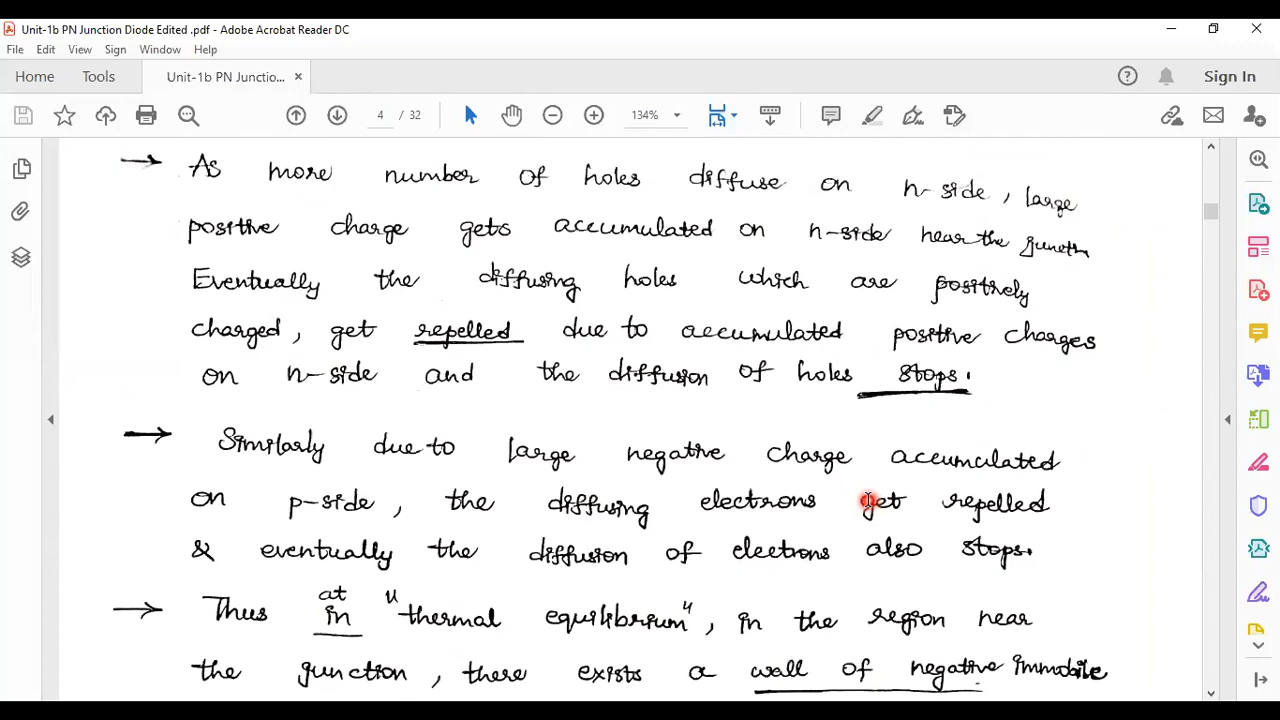 Unit-1b PN Junction Diode Edited .pdf - Adobe Acrobat Reader DC
File Edit View Sign Window Help
Home Tools Unit-1b PN Junctio... × Sign In
4 / 32 134%
→ As more number of holes diffuse on n-side, large
positive charge gets accumulated on n-side near the junctn
Eventually the diffusing holes which are positively
charged, get repelled due to accumulated positive charges
on n-side and the diffusion of holes stops.
→ Similarly due to large negative charge accumulated
on p-side, the diffusing electrons get repelled
& eventually the diffusion of electrons also stops.
→ Thus at in "thermal equilibrium", in the region near
the junction, there exists a wall of negative immobile